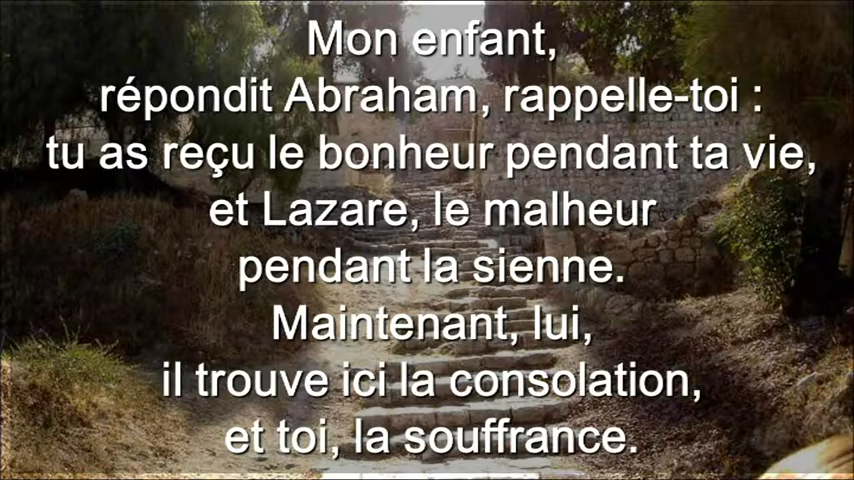 Mon enfant,
répondit Abraham, rappelle-toi :
tu as reçu le bonheur pendant ta vie,
et Lazare, le malheur
pendant la sienne.
Maintenant, lui,
il trouve ici la consolation,
et toi, la souffrance.